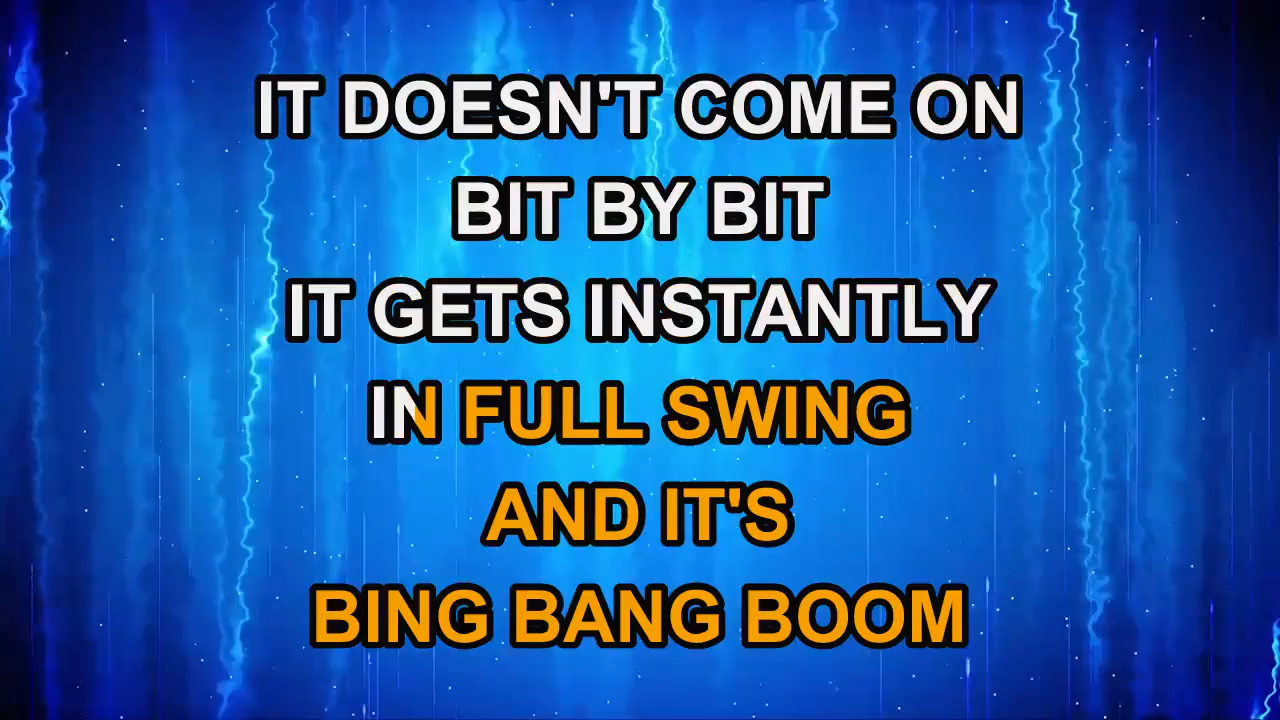 IT DOESN'T COME ON
BIT BY BIT
IT GETS INSTANTLY
IN FULL SWING
AND IT'S
BING BANG BOOM